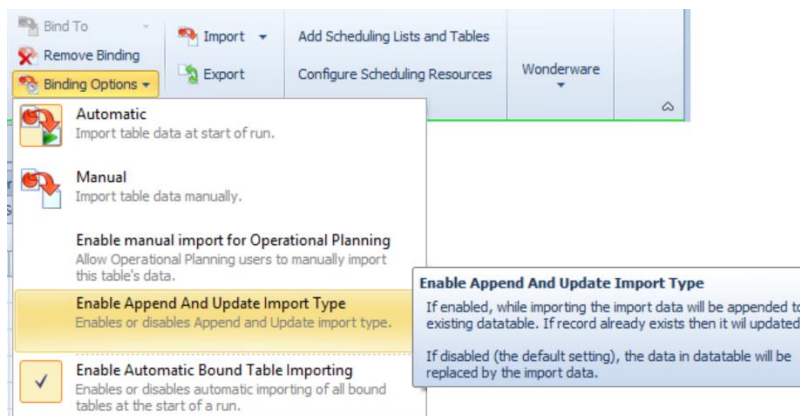 Bind To
Import
Add Scheduling Lists and Tables
Remove Binding
Export
Configure Scheduling Resources
Wonderware
Binding Options
Automatic
Import table data at start of run.
Manual
Import table data manually.
Enable manual import for Operational Planning
Allow Operational Planning users to manually import
this table's data.
Enable Append And Update Import Type
Enables or disables Append and Update import type.
Enable Append And Update Import Type
If enabled, while importing the import data will be appended to
existing datatable. If record already exists then it wil updated
If disabled (the default setting), the data in datatable will be
replaced by the import data.
Enable Automatic Bound Table Importing
Enables or disables automatic importing of all bound
tables at the start of a run.